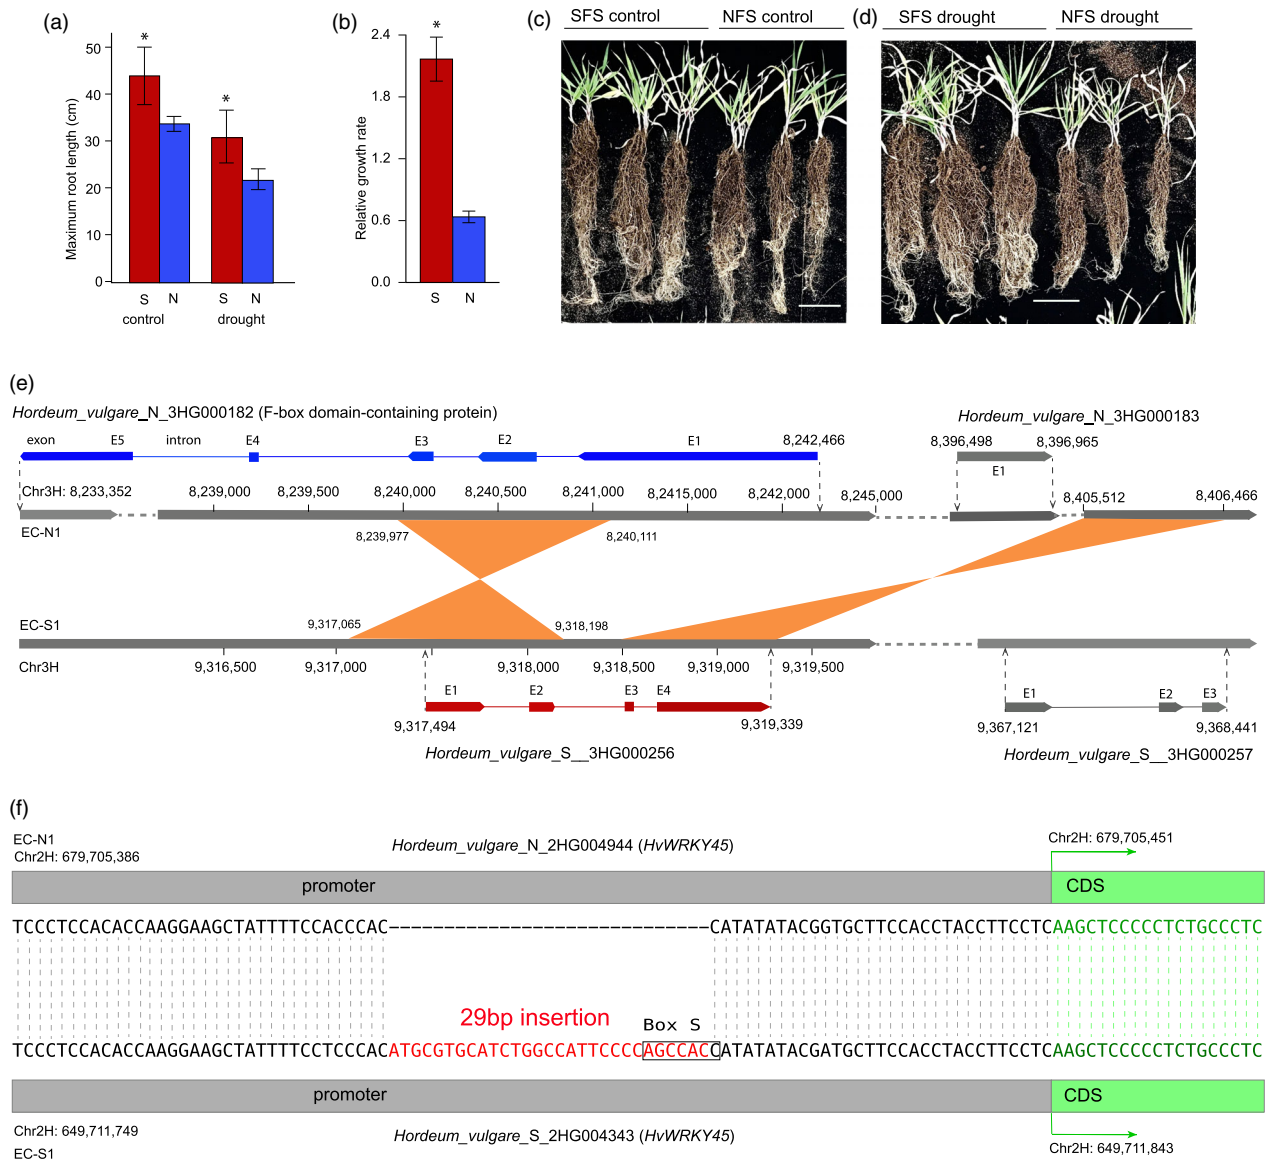 (a)
*
*
Maximum root length (cm)
50
40
30
20
10
0
S
N
S
N
control
drought
(b)
*
Relative growth rate
2.4
1.8
1.2
0.6
0.0
S
N
(c)
SFS control
NFS control
(d)
SFS drought
NFS drought
(e)
Hordeum_vulgare_N_3HG000182 (F-box domain-containing protein)
Hordeum_vulgare_N_3HG000183
exon
E5
intron
E4
E3
E2
E1
8,242,466
8,396,498
8,396,965
E1
Chr3H: 8,233,352
8,239,000
8,239,500
8,240,000
8,240,500
8,241,000
8,2415,000
8,242,000
8,245,000
8,405,512
8,406,466
EC-N1
8,239,977
8,240,111
EC-S1
9,317,065
9,318,198
Chr3H
9,316,500
9,317,000
9,318,000
9,318,500
9,319,000
9,319,500
E1
E2
E3
E4
E1
E2
E3
9,317,494
9,319,339
9,367,121
9,368,441
Hordeum_vulgare_S__3HG000256
Hordeum_vulgare_S__3HG000257
(f)
EC-N1
Chr2H: 679,705,386
Hordeum_vulgare_N_2HG004944 (HvWRKY45)
Chr2H: 679,705,451
promoter
CDS
TCCCTCCACACCAAGGAAGCTATTTTCCACCCAC-----------------------------CATATATACGGTGCTTCCACCTACCTTCCTCAAGCTCCCCCTCTGCCCTC
29bp insertion
Box S
TCCCTCCACACCAAGGAAGCTATTTTCCTCCCACATGCGTGCATCTGGCCATTCCCCAGCCACCATATATACGATGCTTCCACCTACCTTCCTCAAGCTCCCCCTCTGCCCTC
promoter
CDS
Chr2H: 649,711,749
Hordeum_vulgare_S_2HG004343 (HvWRKY45)
Chr2H: 649,711,843
EC-S1